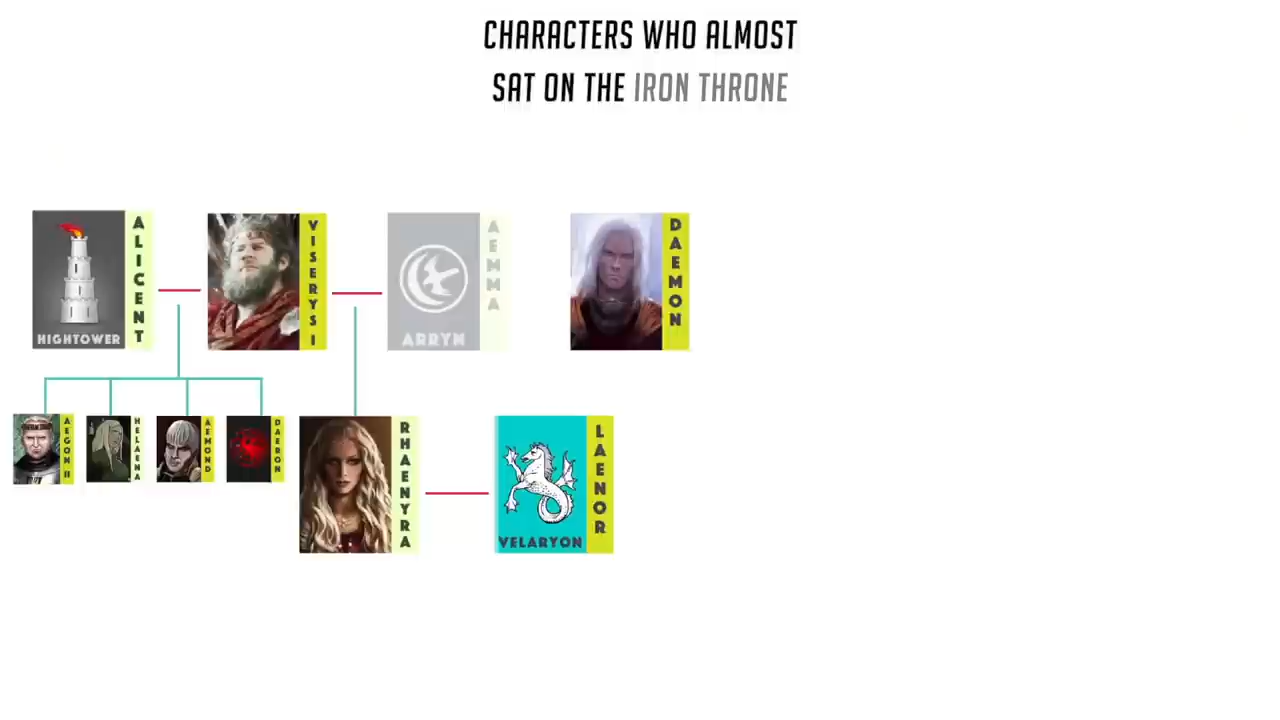 CHARACTERS WHO ALMOST
SAT ON THE IRON THRONE
ALICENT
HIGHTOWER
VISERYS I
AEMMA
ARRYN
DAEMON
AEGON II
HELAENA
AEMOND
DAERON
RHAENYRA
LAENOR
VELARYON